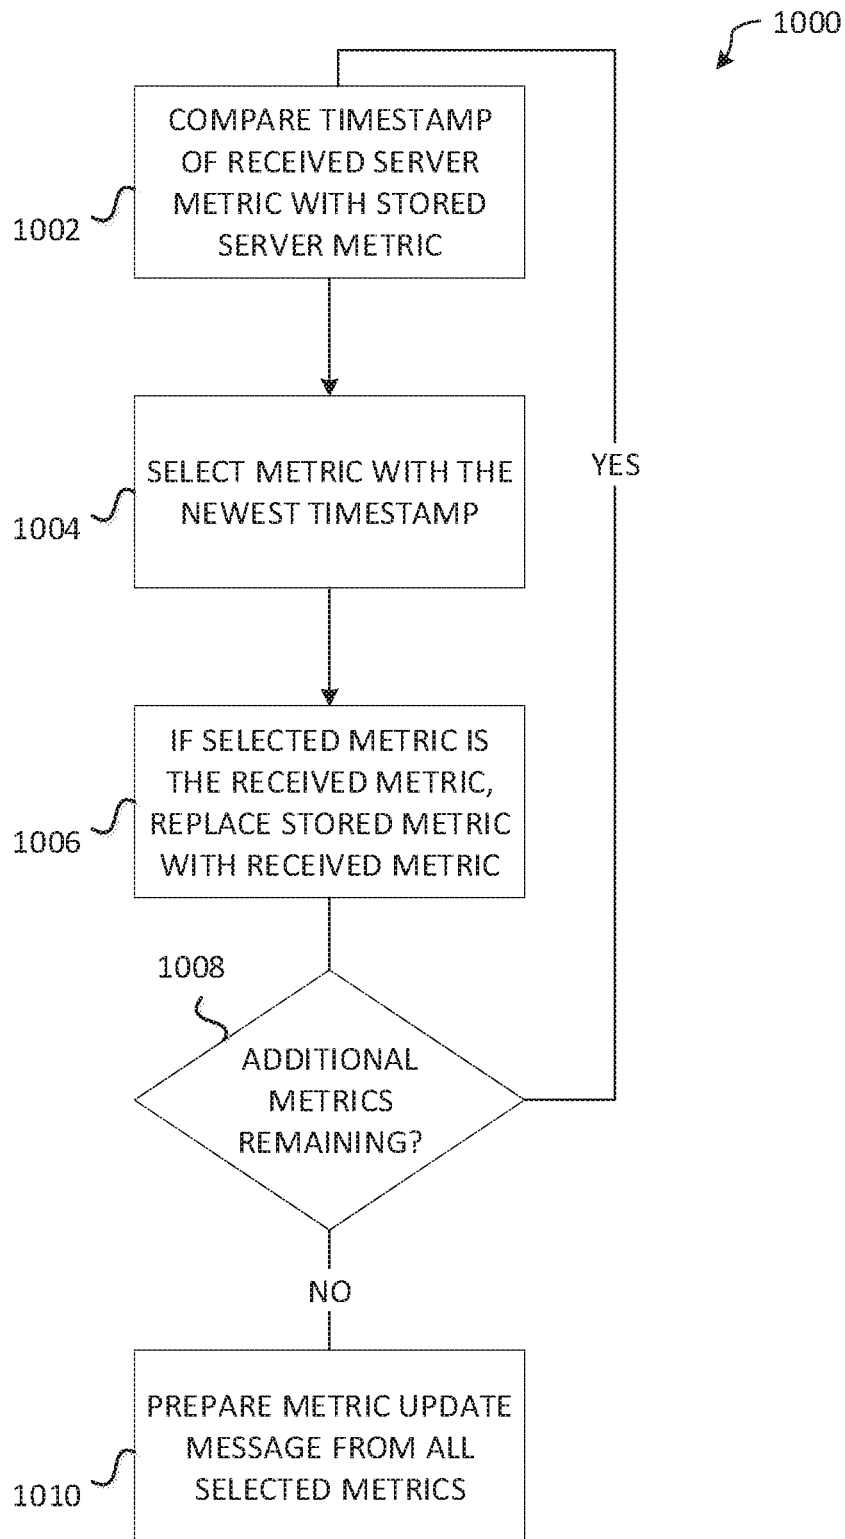 1000
COMPARE TIMESTAMP
OF RECEIVED SERVER
METRIC WITH STORED
SERVER METRIC
1002
SELECT METRIC WITH THE
NEWEST TIMESTAMP
1004
YES
IF SELECTED METRIC IS
THE RECEIVED METRIC,
REPLACE STORED METRIC
WITH RECEIVED METRIC
1006
1008
ADDITIONAL
METRICS
REMAINING?
NO
PREPARE METRIC UPDATE
MESSAGE FROM ALL
SELECTED METRICS
1010